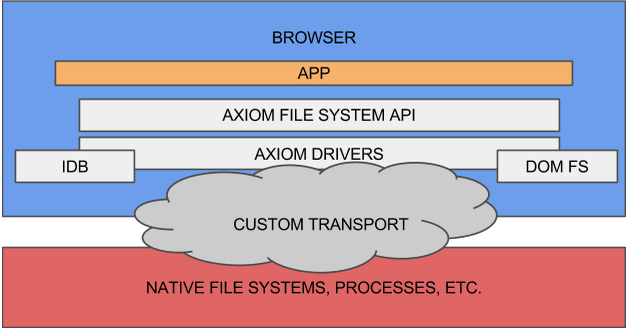 BROWSER
APP
AXIOM FILE SYSTEM API
AXIOM DRIVERS
IDB
DOM FS
CUSTOM TRANSPORT
NATIVE FILE SYSTEMS, PROCESSES, ETC.